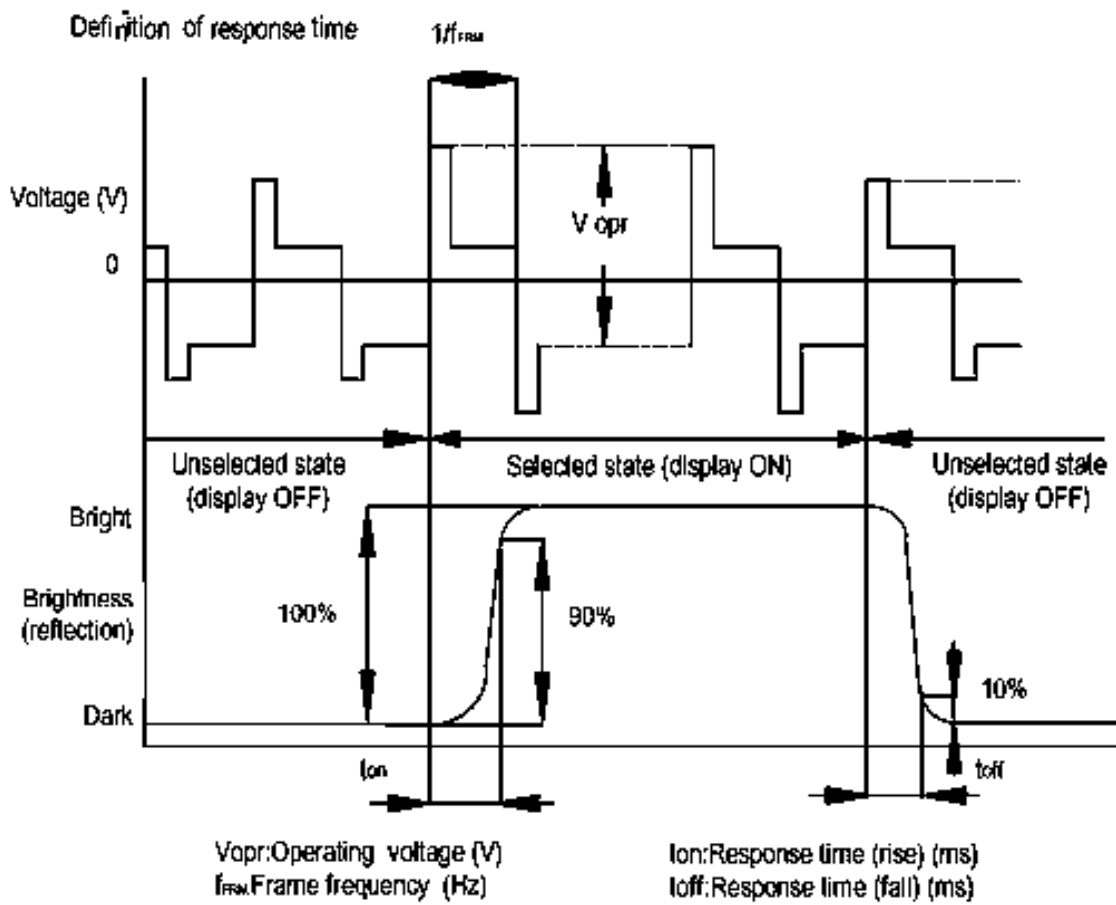 Definition of response time
1/fFRM
Voltage (V)
V opr
0
Unselected state
(display OFF)
Selected state (display ON)
Unselected state
(display OFF)
Bright
Brightness
(reflection)
100%
90%
10%
Dark
ton
toff
Vopr:Operating voltage (V)
fFRM:Frame frequency (Hz)
ton:Response time (rise) (ms)
toff:Response time (fall) (ms)